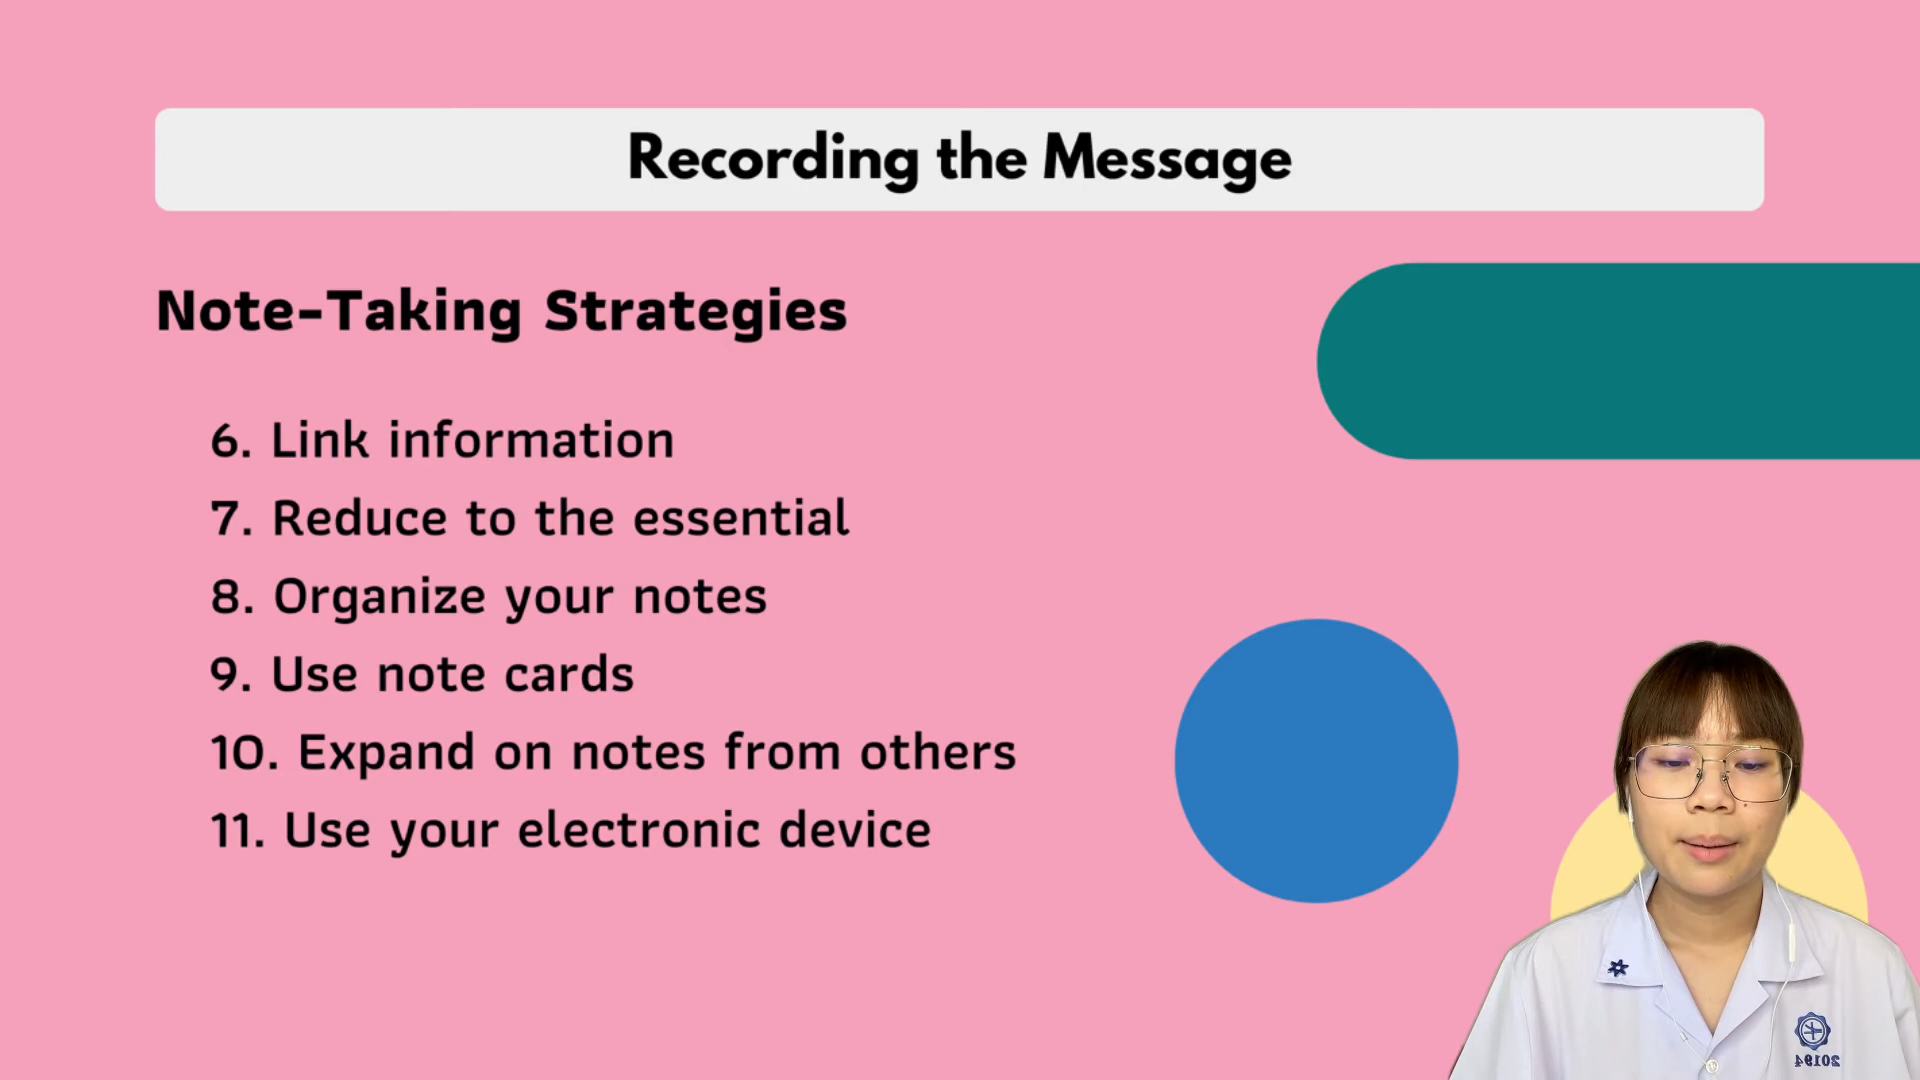 Recording the Message
Note-Taking Strategies
6. Link information
7. Reduce to the essential
8. Organize your notes
9. Use note cards
10. Expand on notes from others
11. Use your electronic device
20194